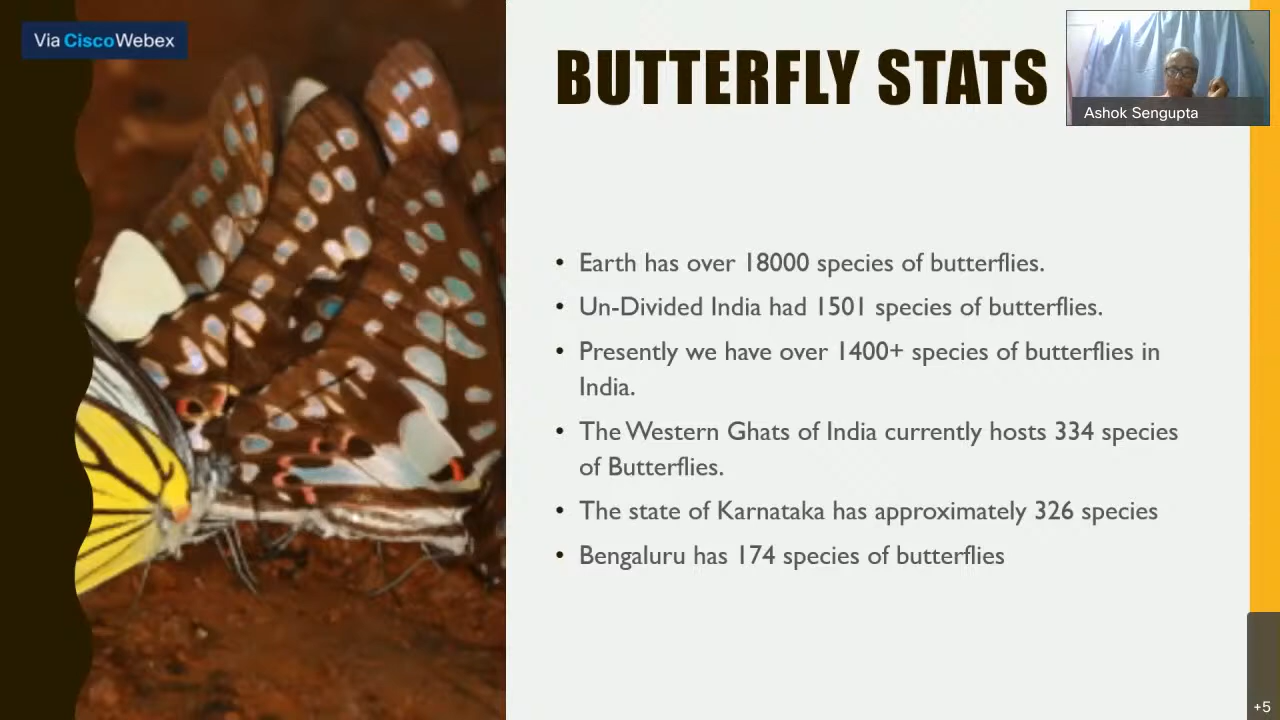 Via Cisco Webex
BUTTERFLY STATS
Ashok Sengupta
• Earth has over 18000 species of butterflies.
• Un-Divided India had 1501 species of butterflies.
• Presently we have over 1400+ species of butterflies in
India.
• The Western Ghats of India currently hosts 334 species
of Butterflies.
• The state of Karnataka has approximately 326 species
• Bengaluru has 174 species of butterflies
+5